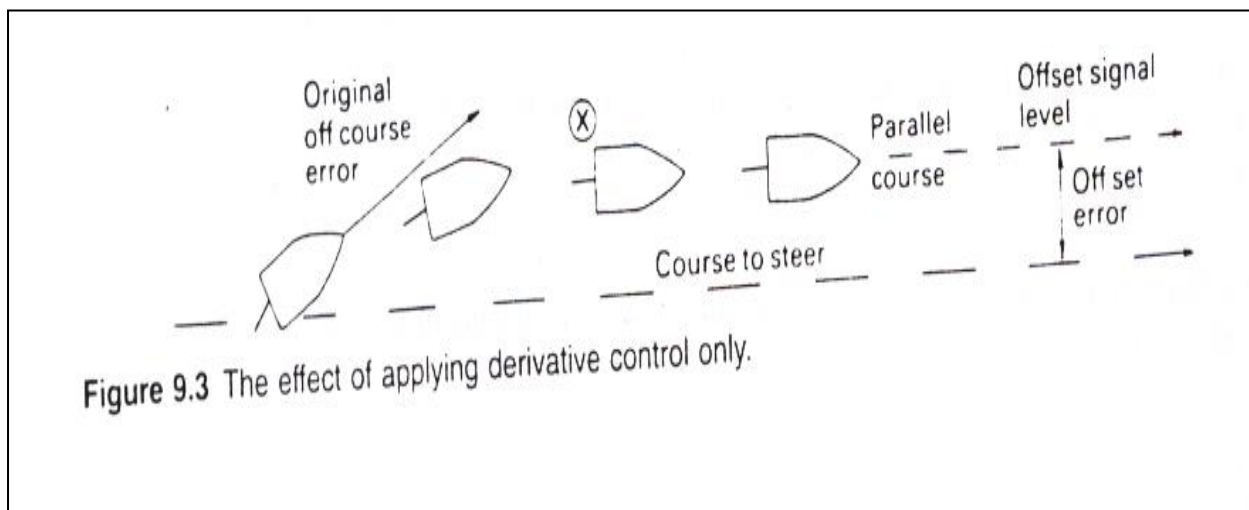 Original
off course
error
X
Parallel
course
Offset signal
level
Off set
error
Course to steer
Figure 9.3 The effect of applying derivative control only.